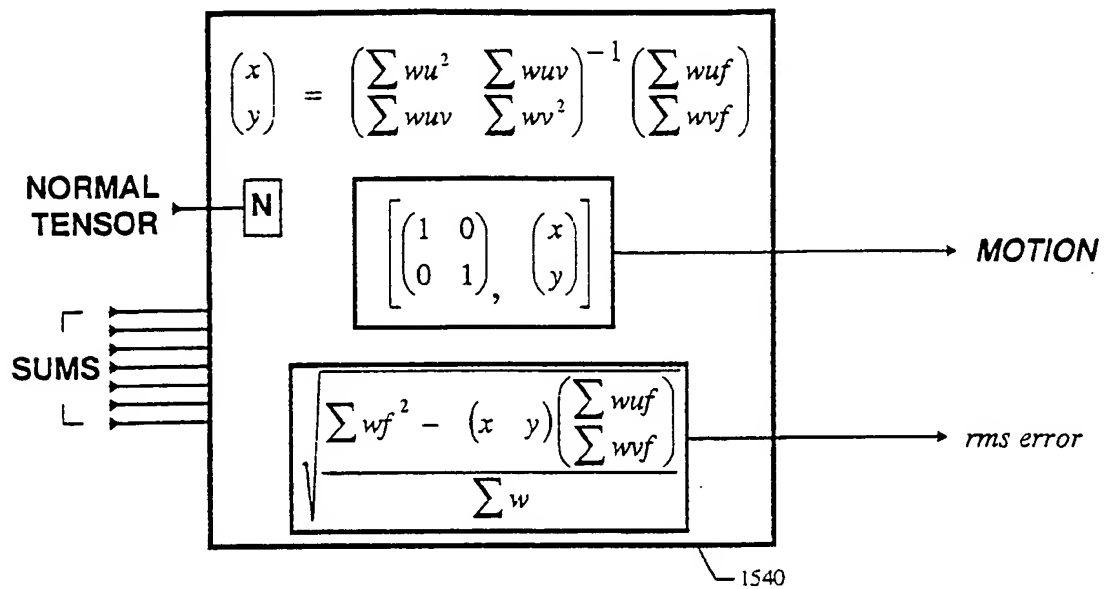 (x y) = (∑wu² ∑wuv ∑wuv ∑wv²)⁻¹ (∑wuf ∑wvf)
NORMAL
TENSOR
N
[(1 0 0 1), (x y)]
MOTION
SUMS
√((∑wf² - (x y)(∑wuf ∑wvf)) / ∑w)
rms error
1540